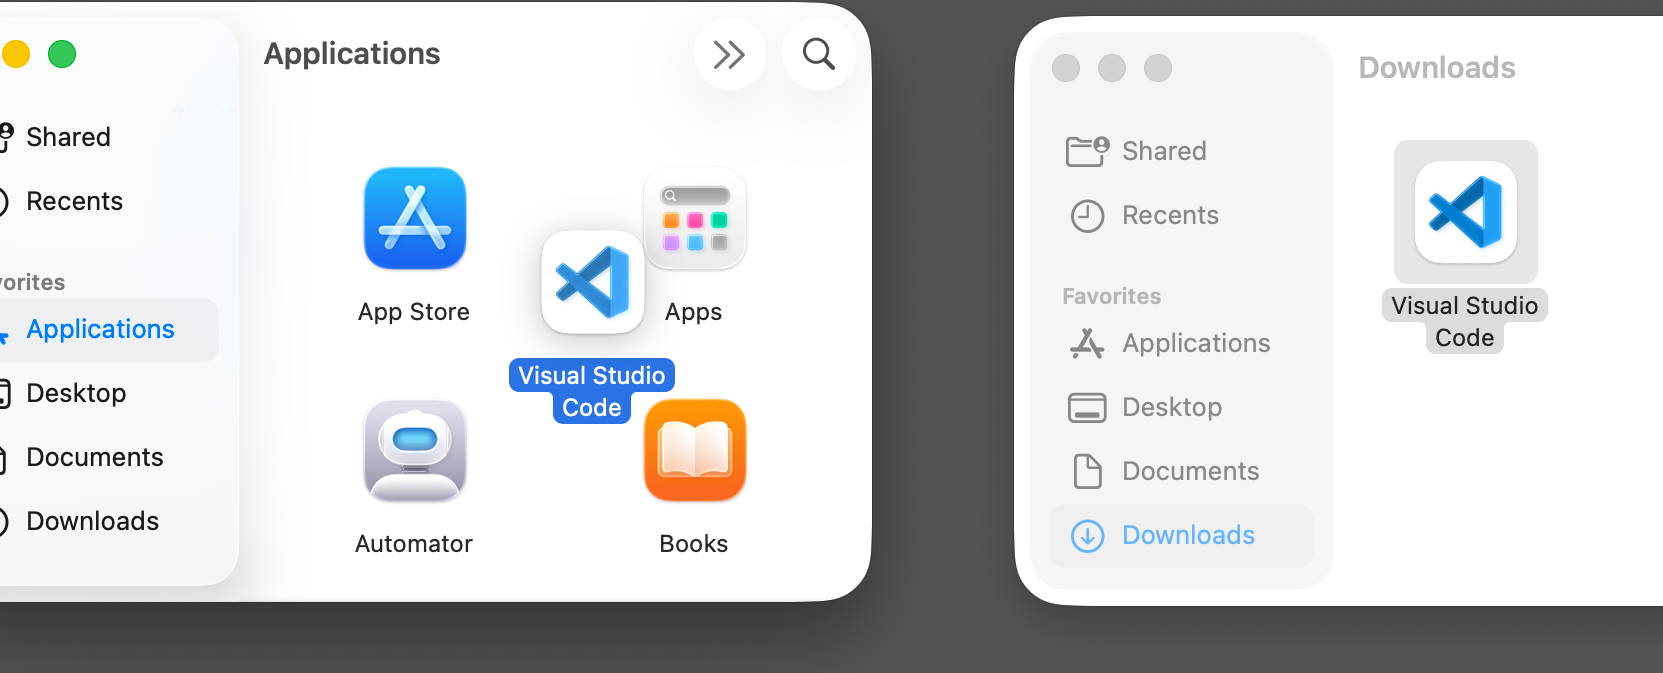 Applications
Shared
Recents
vorites
Applications
Desktop
Documents
Downloads
App Store
Apps
Visual Studio
Code
Automator
Books
Downloads
Shared
Recents
Favorites
Applications
Desktop
Documents
Downloads
Visual Studio
Code